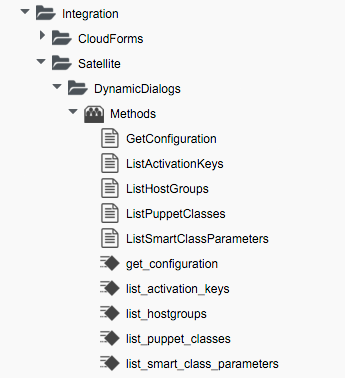 Integration
CloudForms
Satellite
DynamicDialogs
Methods
GetConfiguration
ListActivationKeys
ListHostGroups
ListPuppetClasses
ListSmartClassParameters
get_configuration
list_activation_keys
list_hostgroups
list_puppet_classes
list_smart_class_parameters